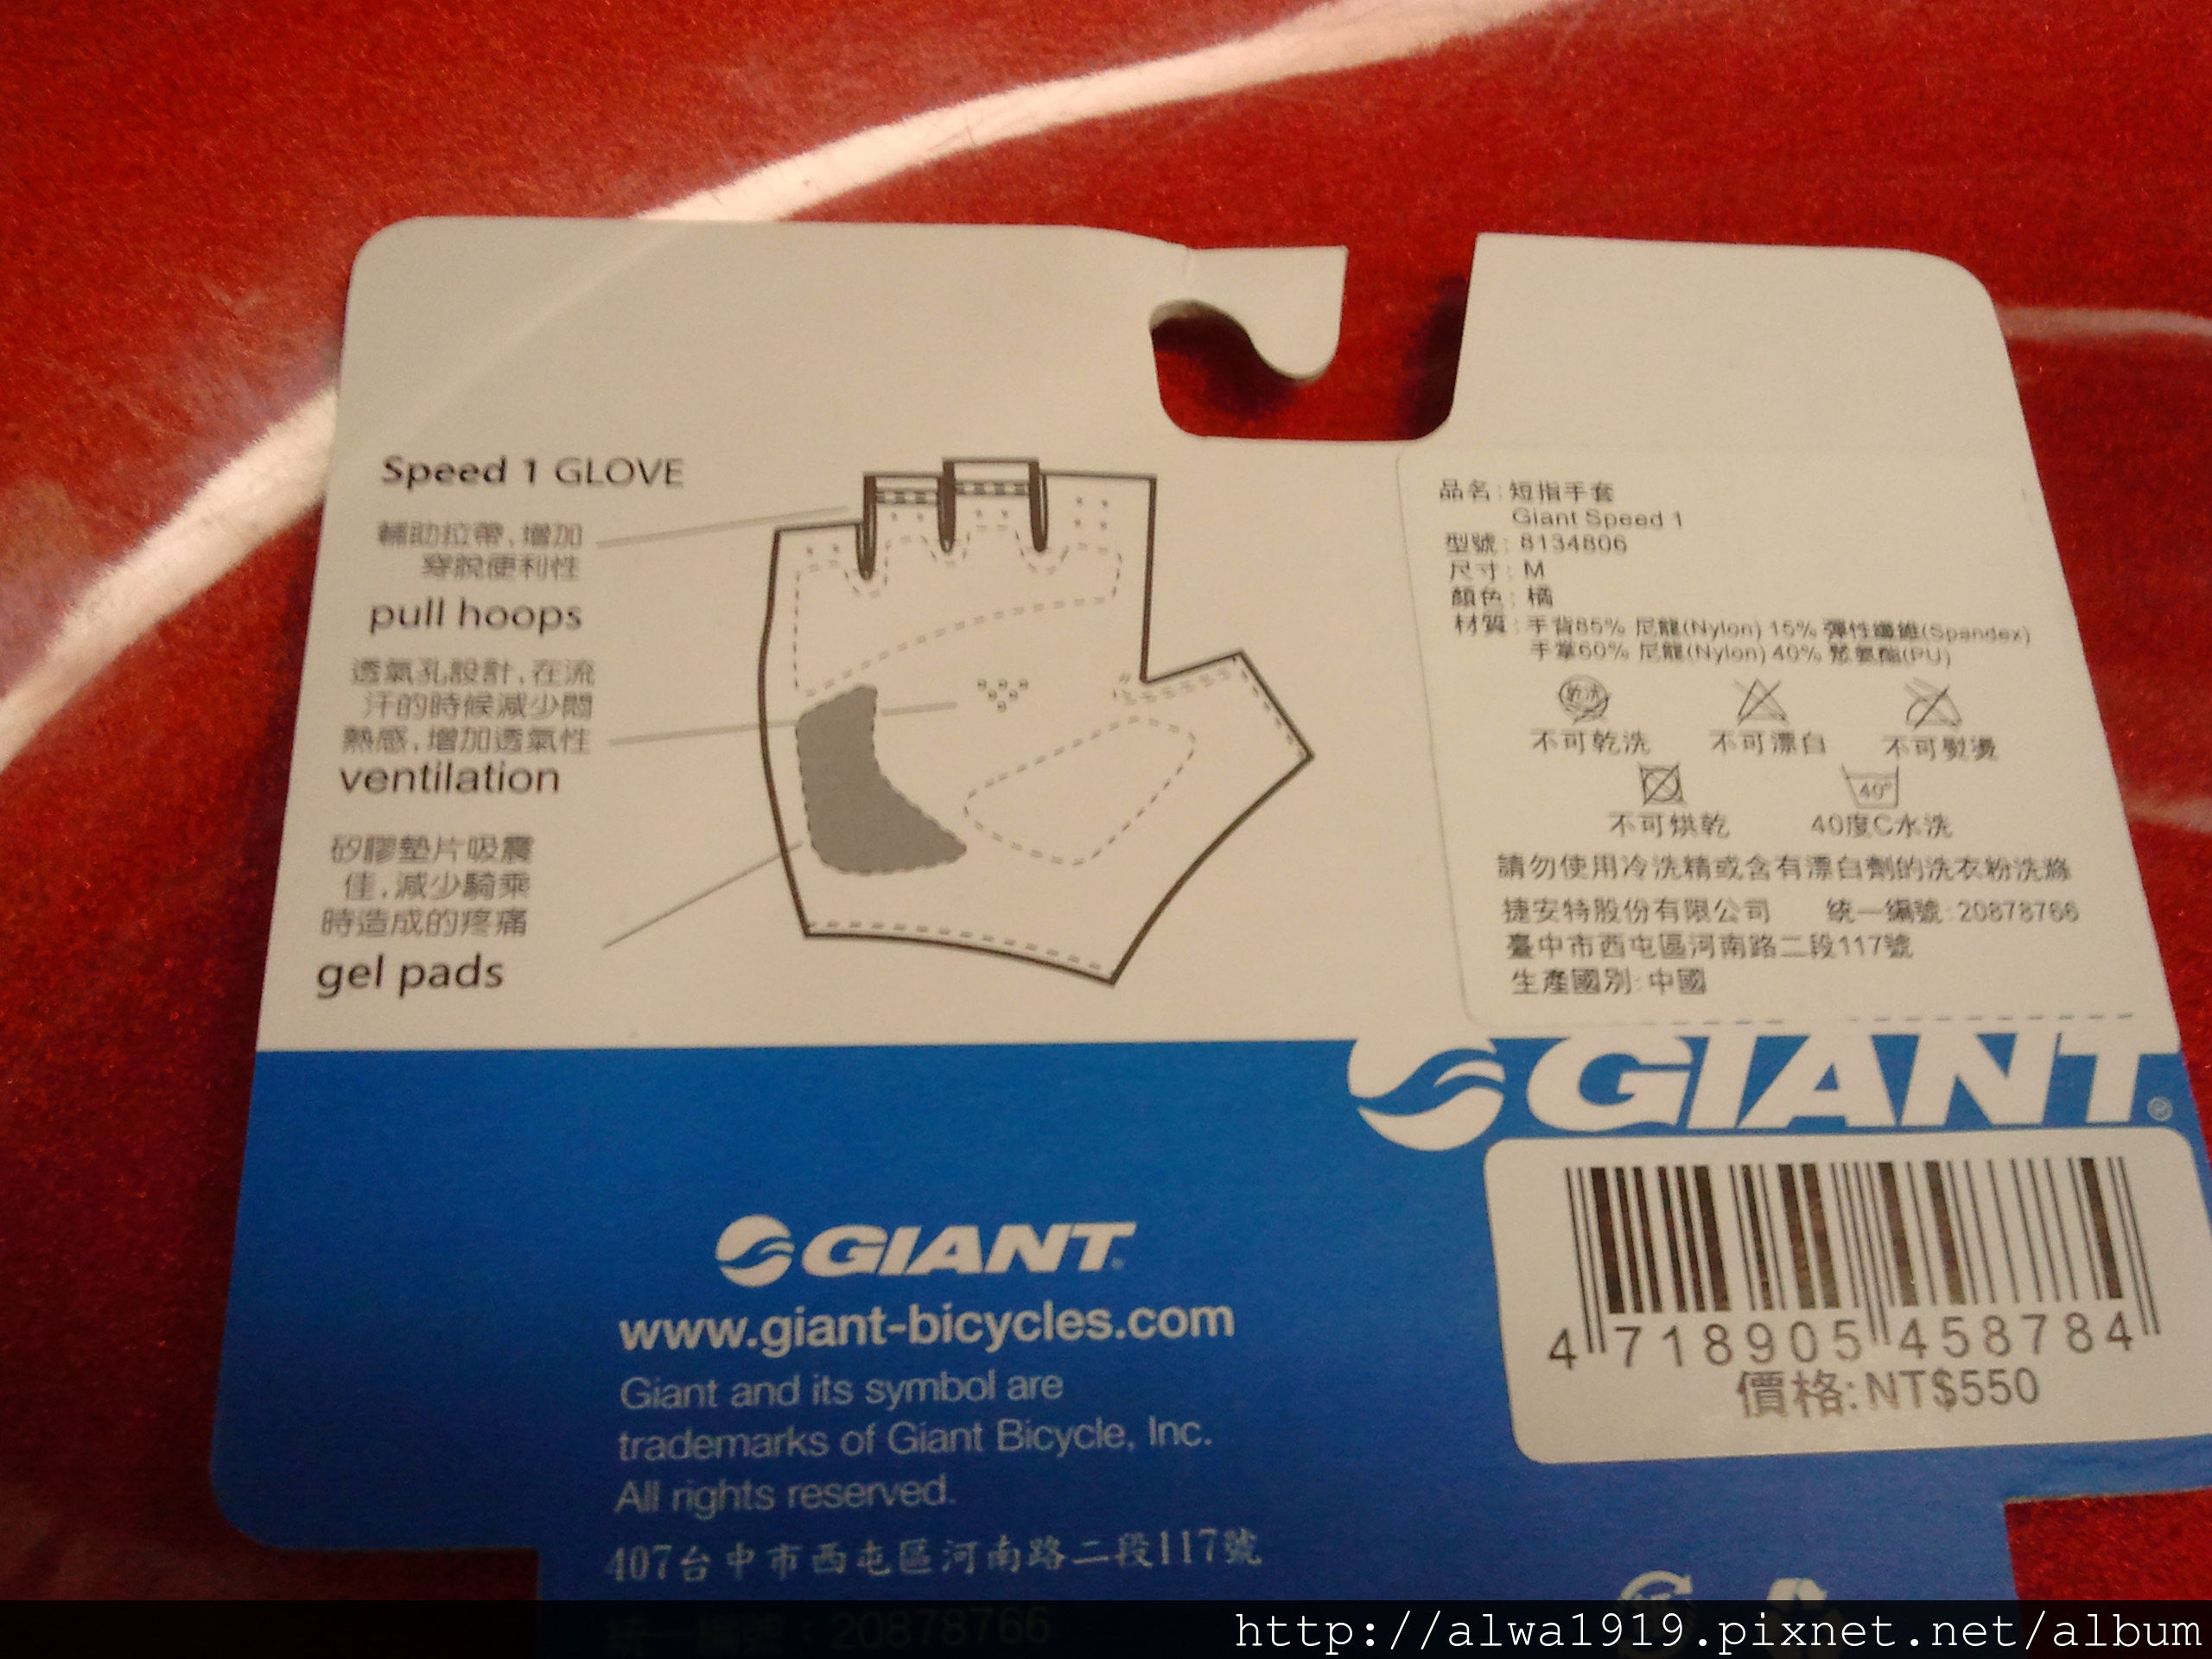 Speed 1 GLOVE
輔助拉帶,增加
穿脫便利性
pull hoops
透氣孔設計,在流
汗的時候減少悶
熱感,增加透氣性
ventilation
矽膠墊片吸震
佳,減少騎乘
時造成的疼痛
gel pads
品名:短指手套
Giant Speed 1
型號:8134806
尺寸:M
顏色:橘
材質:手背85% 尼龍(Nylon) 15% 彈性纖維(Spandex)
手掌60% 尼龍(Nylon) 40% 聚氨酯(PU)
乾洗
不可乾洗 不可漂白 不可熨燙
40°
不可烘乾 40度C水洗
請勿使用冷洗精或含有漂白劑的洗衣粉洗滌
捷安特股份有限公司 統一編號:20878766
臺中市西屯區河南路二段117號
生產國別:中國
GIANT®
4 718905 458784
價格:NT$550
GIANT
www.giant-bicycles.com
Giant and its symbol are
trademarks of Giant Bicycle, Inc.
All rights reserved.
407台中市西屯區河南路二段117號
統一編號:20878766
http://alwa1919.pixnet.net/album